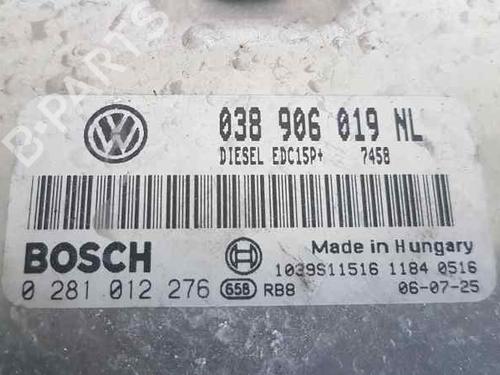 B-PARTS
038 906 019 NL
DIESEL EDC15P+ 7458
BOSCH
Made in Hungary
1039S11516 1184 0516
0 281 012 276 65B RB8 06-07-25